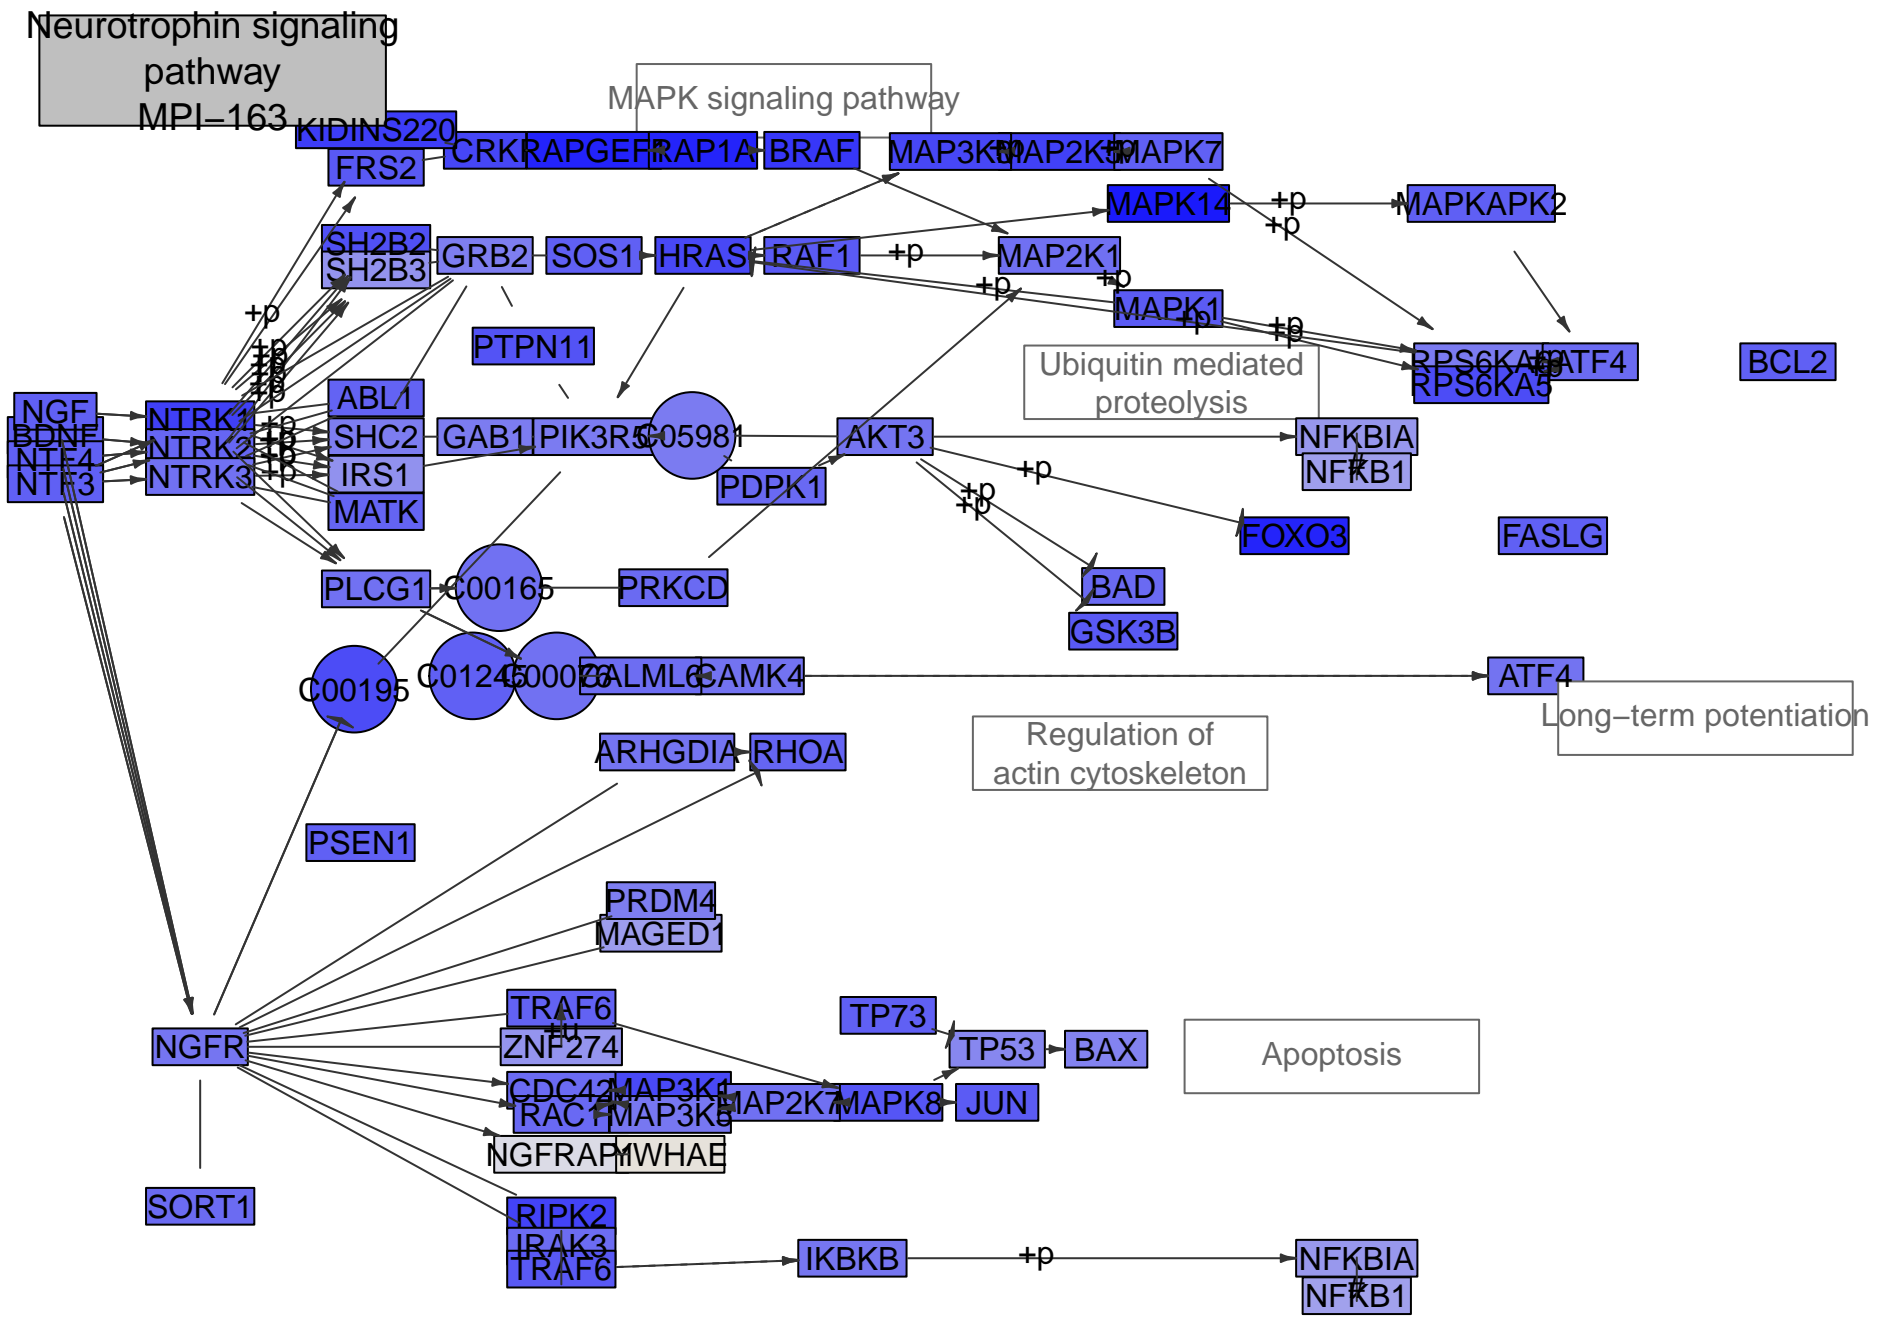 Neurotrophin signaling
pathway
MPI−163
MAPK signaling pathway
KIDINS220
FRS2
RAP1A
BRAF
MAP2K5
+p
+p
MAPK7
MAPK14
+p
MAPKAPK2
+p
SH2B2
SH2B3
GRB2
SOS1
HRAS
RAF1
+p
MAP2K1
+p
+p
MAPK1
+p
+p
+p
+p
PTPN11
Ubiquitin mediated
proteolysis
RPS6KA5
ATF4
BCL2
+p
+p
+p
+p
+p
NGF
BDNF
NTF4
NTF3
NTRK1
NTRK2
NTRK3
+p
+p
+p
+p
ABL1
SHC2
IRS1
MATK
GAB1
PIK3R5
C05981
AKT3
PDPK1
+p
+p
+p
NFKBIA
NFKB1
FOXO3
FASLG
PLCG1
C00165
PRKCD
BAD
GSK3B
C00195
C01245
C00076
CALML6
CAMK4
ATF4
Long−term potentiation
ARHGDIA
RHOA
Regulation of
actin cytoskeleton
PSEN1
PRDM4
MAGED1
TRAF6
+u
ZNF274
NGFR
TP73
TP53
BAX
Apoptosis
CDC42
RAC1
MAP3K1
MAP3K5
MAP2K7
MAPK8
JUN
YWHAE
SORT1
RIPK2
IRAK3
TRAF6
IKBKB
+p
NFKBIA
NFKB1